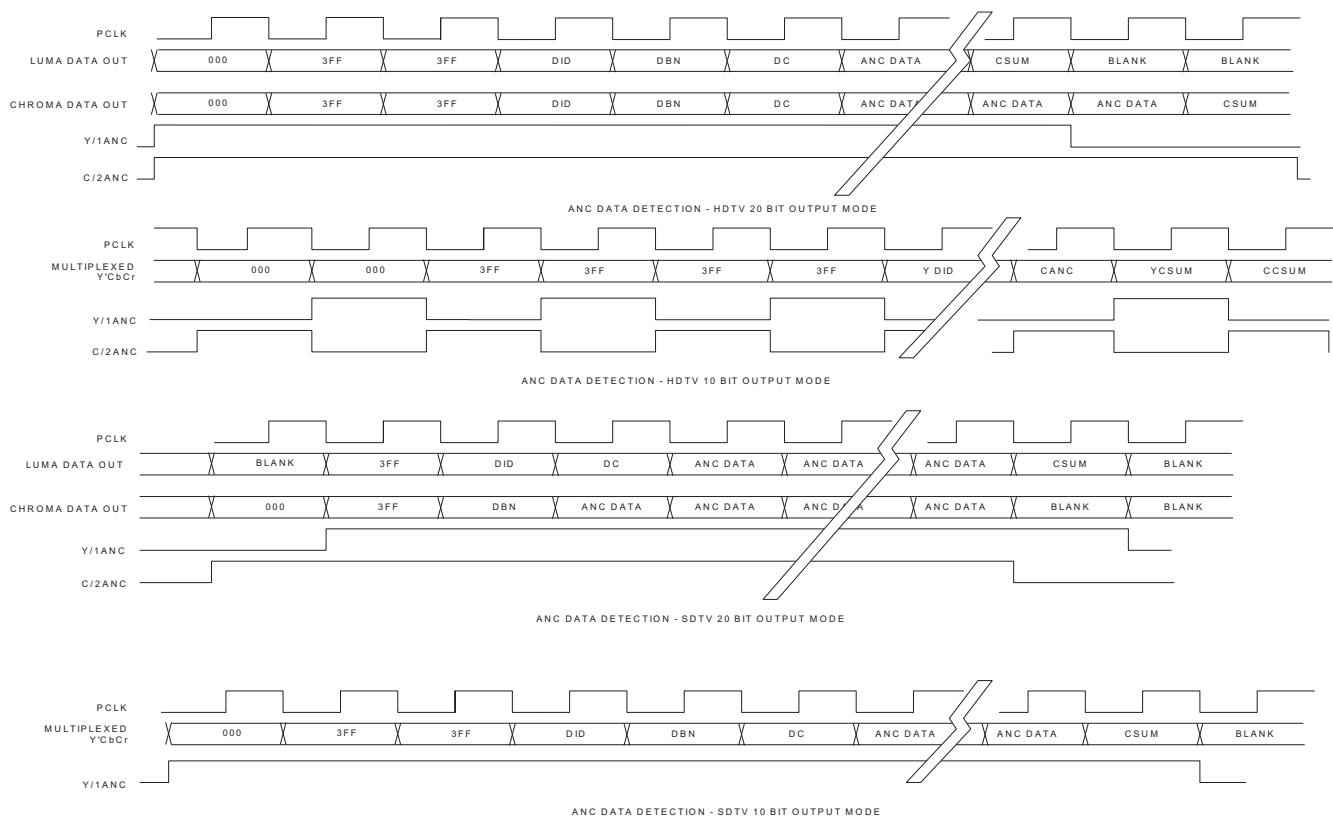 PCLK
LUMA DATA OUT 000 3FF 3FF DID DBN DC ANC DATA CSUM BLANK BLANK
CHROMA DATA OUT 000 3FF 3FF DID DBN DC ANC DATA ANC DATA ANC DATA CSUM
Y/1ANC
C/2ANC
ANC DATA DETECTION - HDTV 20 BIT OUTPUT MODE
PCLK
MULTIPLEXED
Y'CbCr 000 000 3FF 3FF 3FF 3FF Y DID CANC YCSUM CCSUM
Y/1ANC
C/2ANC
ANC DATA DETECTION - HDTV 10 BIT OUTPUT MODE
PCLK
LUMA DATA OUT BLANK 3FF DID DC ANC DATA ANC DATA ANC DATA CSUM BLANK
CHROMA DATA OUT 000 3FF DBN ANC DATA ANC DATA ANC DATA ANC DATA BLANK BLANK
Y/1ANC
C/2ANC
ANC DATA DETECTION - SDTV 20 BIT OUTPUT MODE
PCLK
MULTIPLEXED
Y'CbCr 000 3FF 3FF DID DBN DC ANC DATA ANC DATA CSUM BLANK
Y/1ANC
ANC DATA DETECTION - SDTV 10 BIT OUTPUT MODE